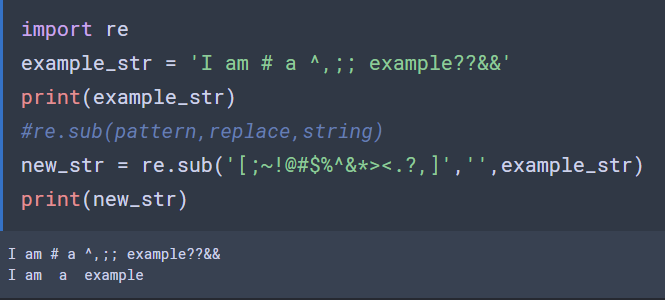 import re
example_str = 'I am # a ^,;; example??&&'
print(example_str)
#re.sub(pattern,replace,string)
new_str = re.sub('[;~!@#$%^&*><.?,]','',example_str)
print(new_str)
I am # a ^,;; example??&&
I am  a  example